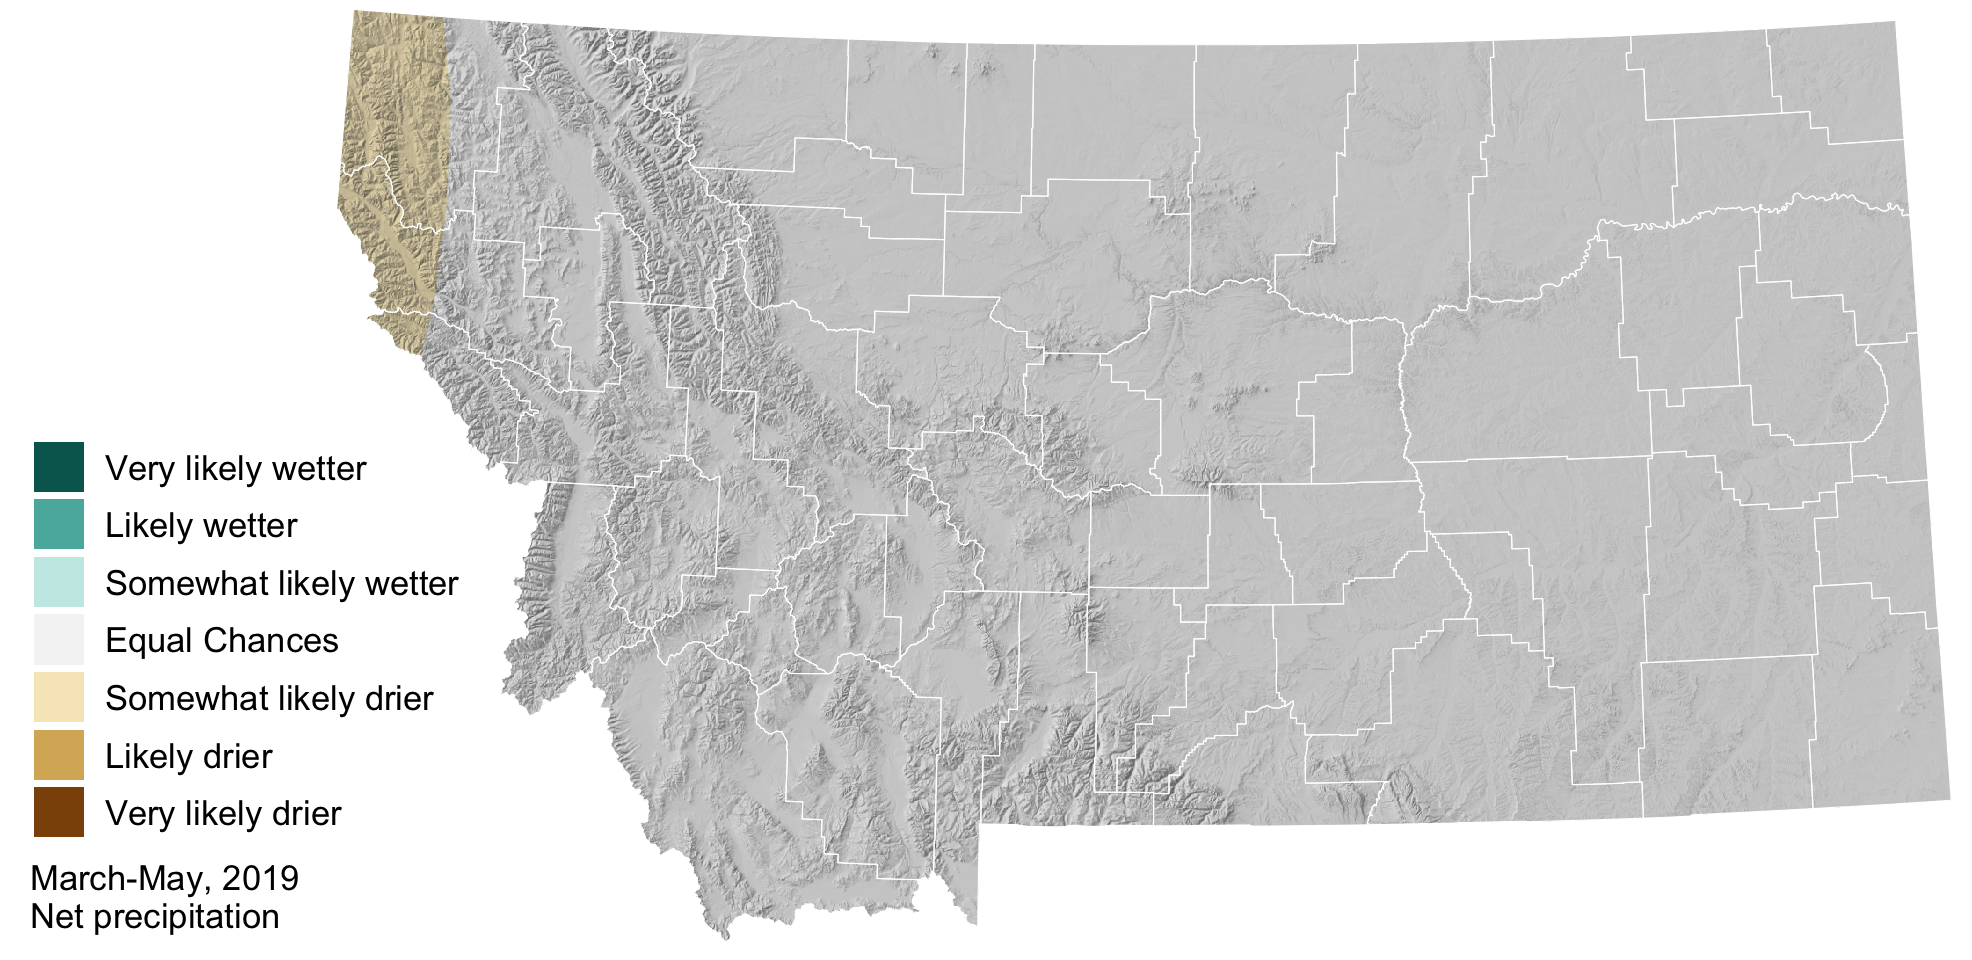 Very likely wetter
Likely wetter
Somewhat likely wetter
Equal Chances
Somewhat likely drier
Likely drier
Very likely drier
March-May, 2019
Net precipitation